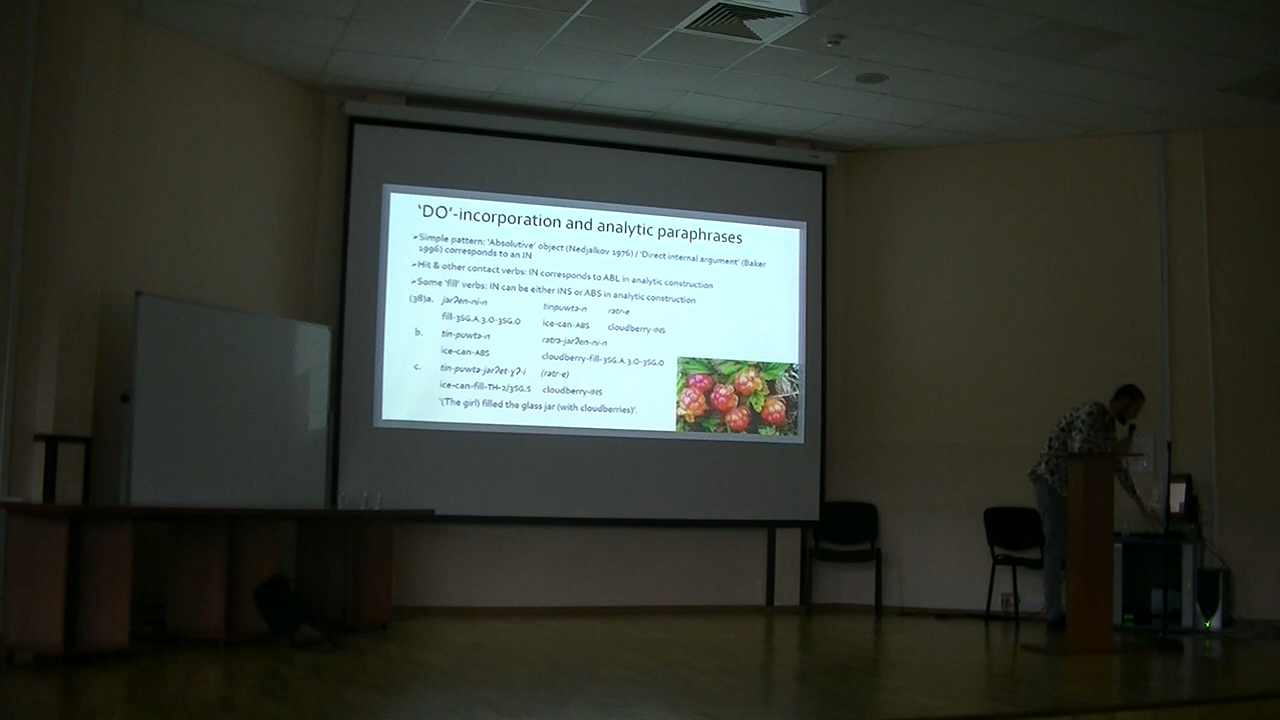 'DO'-incorporation and analytic paraphrases
➢Simple pattern: 'Absolutive' object (Nedjalkov 1976) / 'Direct internal argument' (Baker
1996) corresponds to an IN
➢Hit & other contact verbs: IN corresponds to ABL in analytic construction
➢Some 'fill' verbs: IN can be either INS or ABS in analytic construction
(38)a. jarʔen-ni-n tinpuwtə-n rətr-e
fill-3SG.A.3.O-3SG.O ice-can-ABS cloudberry-INS
b. tin-puwtə-n rətrə-jarʔen-ni-n
ice-can-ABS cloudberry-fill-3SG.A.3.O-3SG.O
c. tin-puwtə-jarʔet-ɣʔ-i (rətr-e)
ice-can-fill-TH-2/3SG.S cloudberry-INS
'(The girl) filled the glass jar (with cloudberries)'.